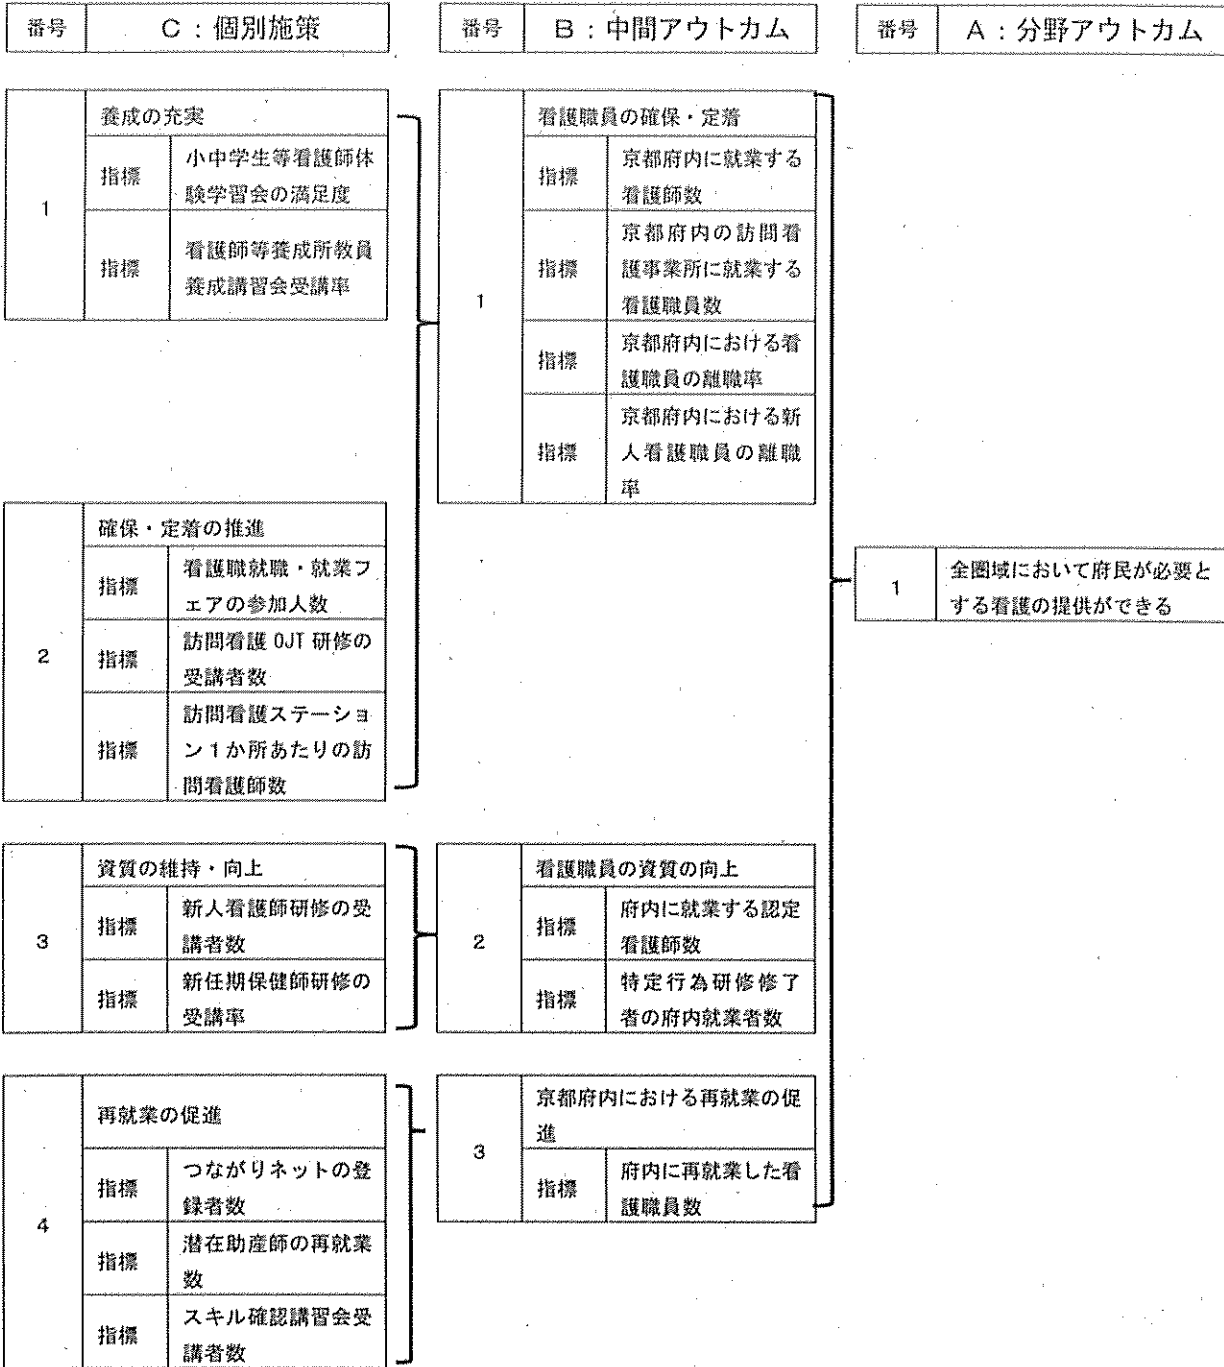 番号 C：個別施策
番号 B：中間アウトカム
番号 A：分野アウトカム
1
養成の充実
指標
小中学生等看護師体
験学習会の満足度
指標
看護師等養成所教員
養成講習会受講率
2
確保・定着の推進
指標
看護職就職・就業フ
ェアの参加人数
指標
訪問看護 OJT 研修の
受講者数
指標
訪問看護ステーショ
ン１か所あたりの訪
問看護師数
3
資質の維持・向上
指標
新人看護師研修の受
講者数
指標
新任期保健師研修の
受講率
4
再就業の促進
指標
つながりネットの登
録者数
指標
潜在助産師の再就業
数
指標
スキル確認講習会受
講者数
1
看護職員の確保・定着
指標
京都府内に就業する
看護師数
指標
京都府内の訪問看
護事業所に就業する
看護職員数
指標
京都府内における看
護職員の離職率
指標
京都府内における新
人看護職員の離職
率
2
看護職員の資質の向上
指標
府内に就業する認定
看護師数
指標
特定行為研修修了
者の府内就業者数
3
京都府内における再就業の促
進
指標
府内に再就業した看
護職員数
1
全圏域において府民が必要と
する看護の提供ができる